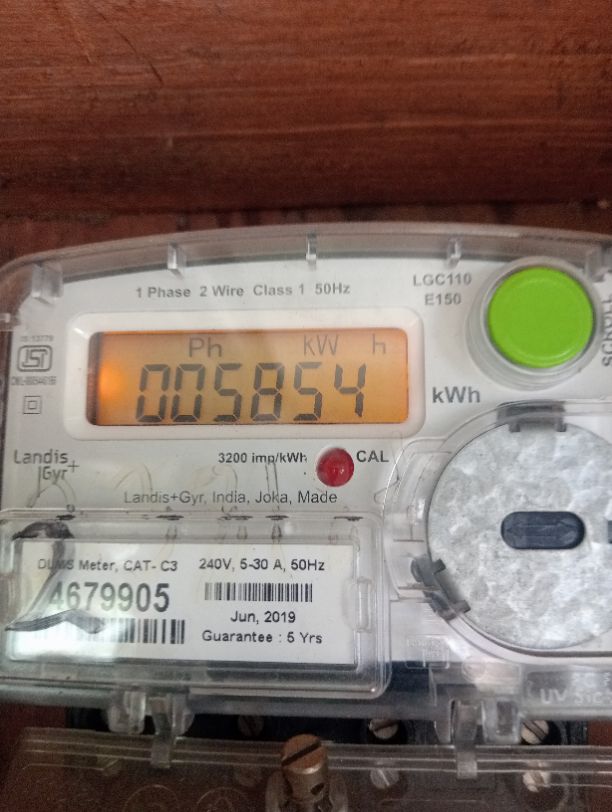 1 Phase 2 Wire Class 1 50Hz
LGC110
E150
Ph kW h
005854
kWh
Landis
Gyr+
3200 imp/kWh
CAL
Landis+Gyr, India, Joka, Made
DLMS Meter, CAT- C3
4679905
240V, 5-30 A, 50Hz
Jun, 2019
Guarantee : 5 Yrs